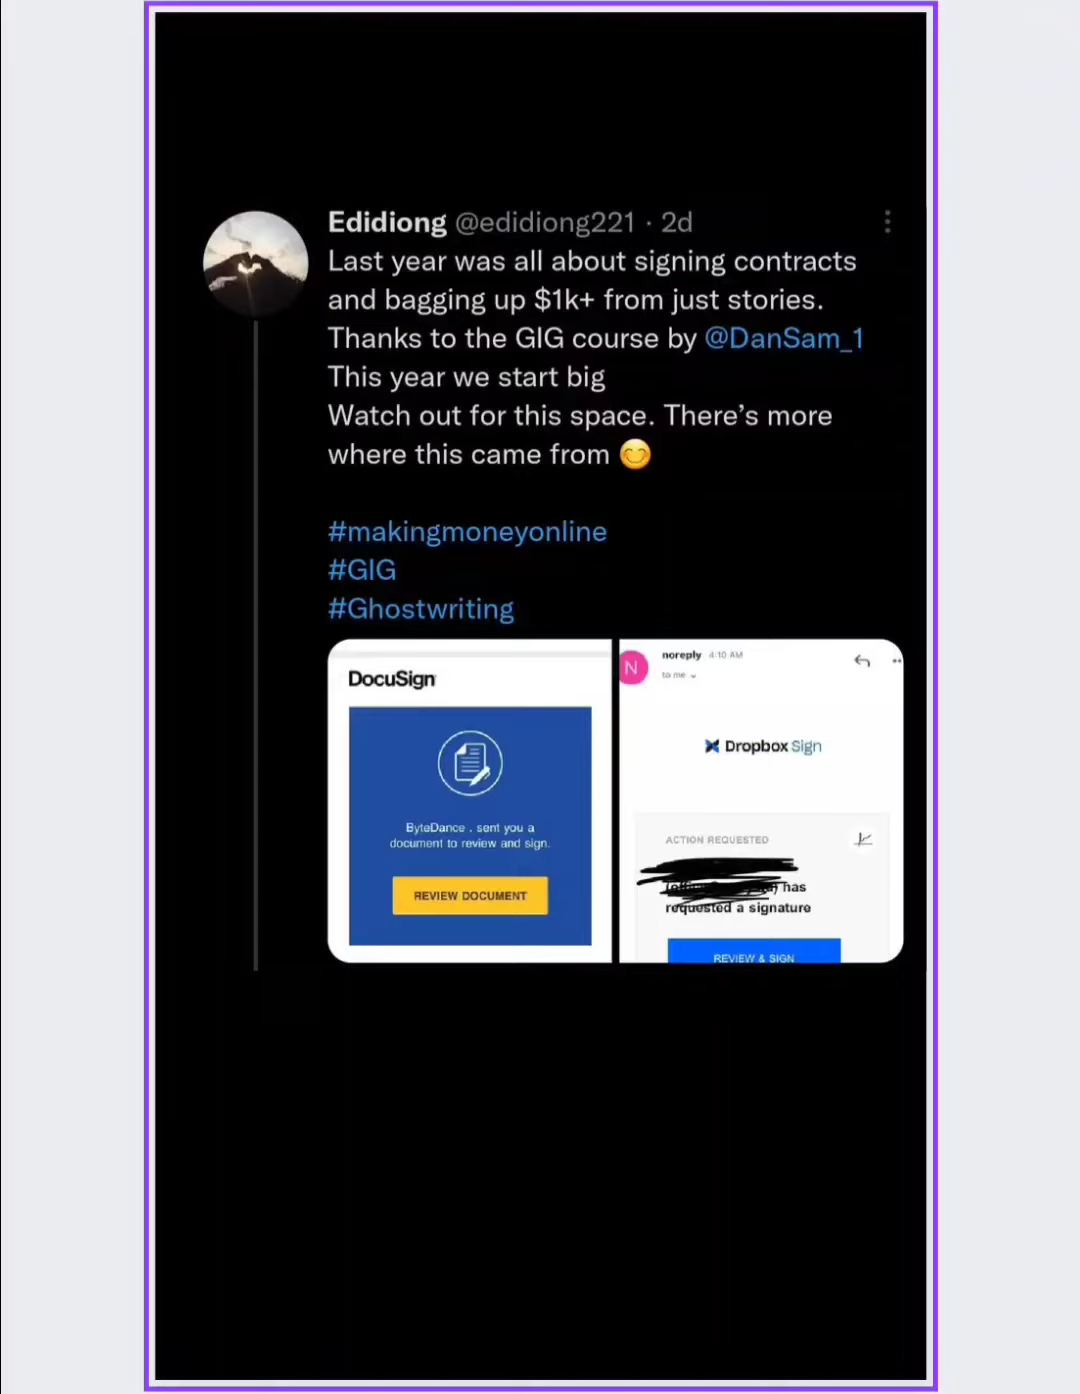 Edidiong @edidiong221 · 2d
Last year was all about signing contracts
and bagging up $1k+ from just stories.
Thanks to the GIG course by @DanSam_1
This year we start big
Watch out for this space. There’s more
where this came from 😊
#makingmoneyonline
#GIG
#Ghostwriting
DocuSign
ByteDance . sent you a
document to review and sign.
REVIEW DOCUMENT
N
noreply 4:10 AM
to me
Dropbox Sign
ACTION REQUESTED
has
requested a signature
REVIEW & SIGN